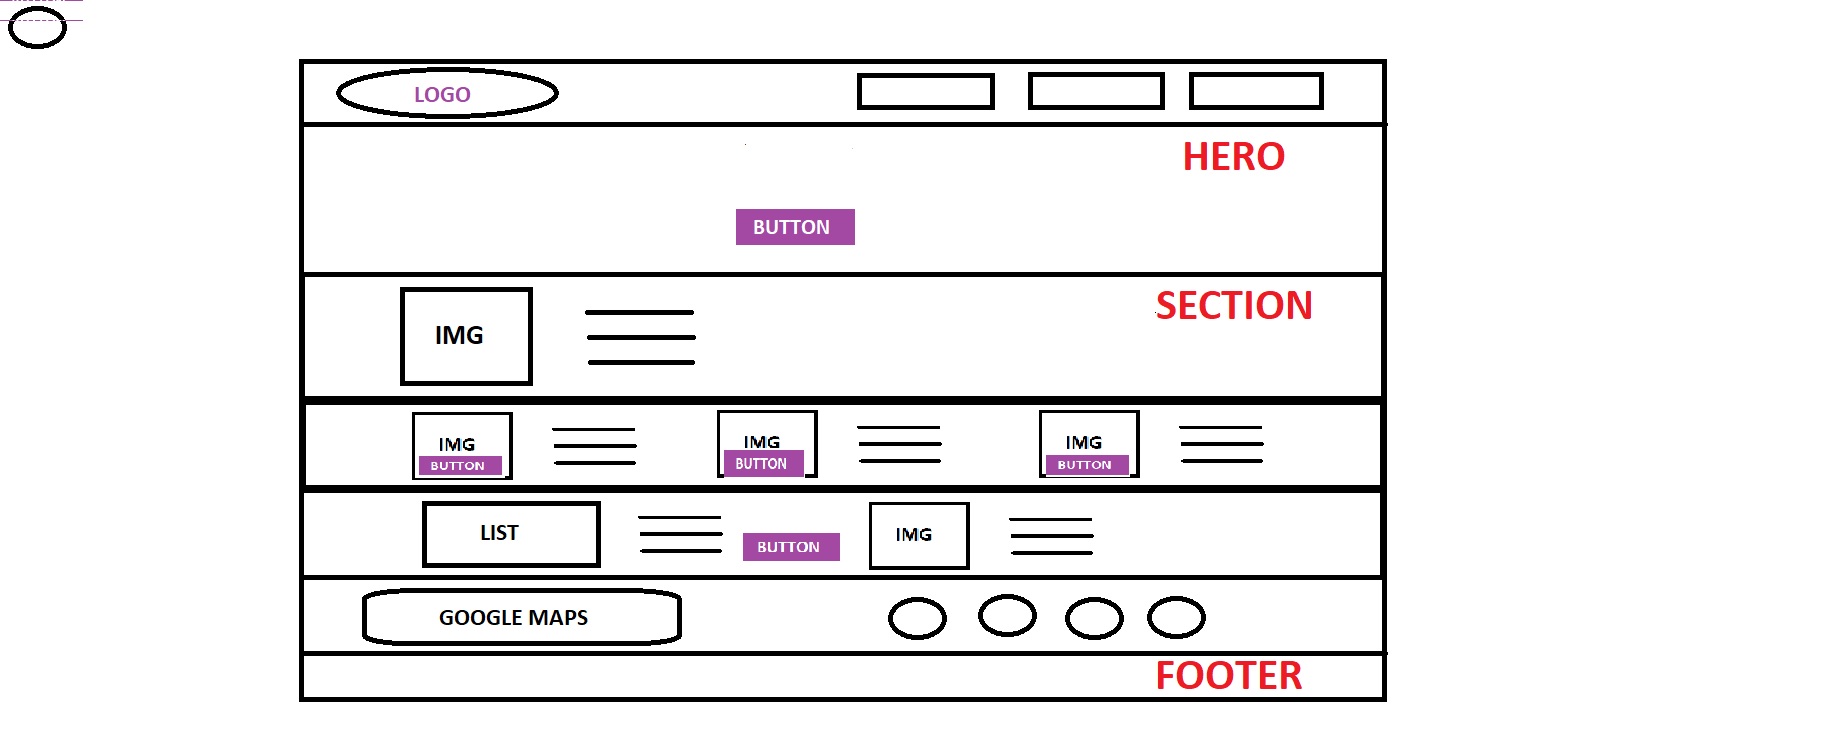 LOGO
HERO
BUTTON
SECTION
IMG
IMG
BUTTON
IMG
BUTTON
IMG
BUTTON
LIST
BUTTON
IMG
GOOGLE MAPS
FOOTER